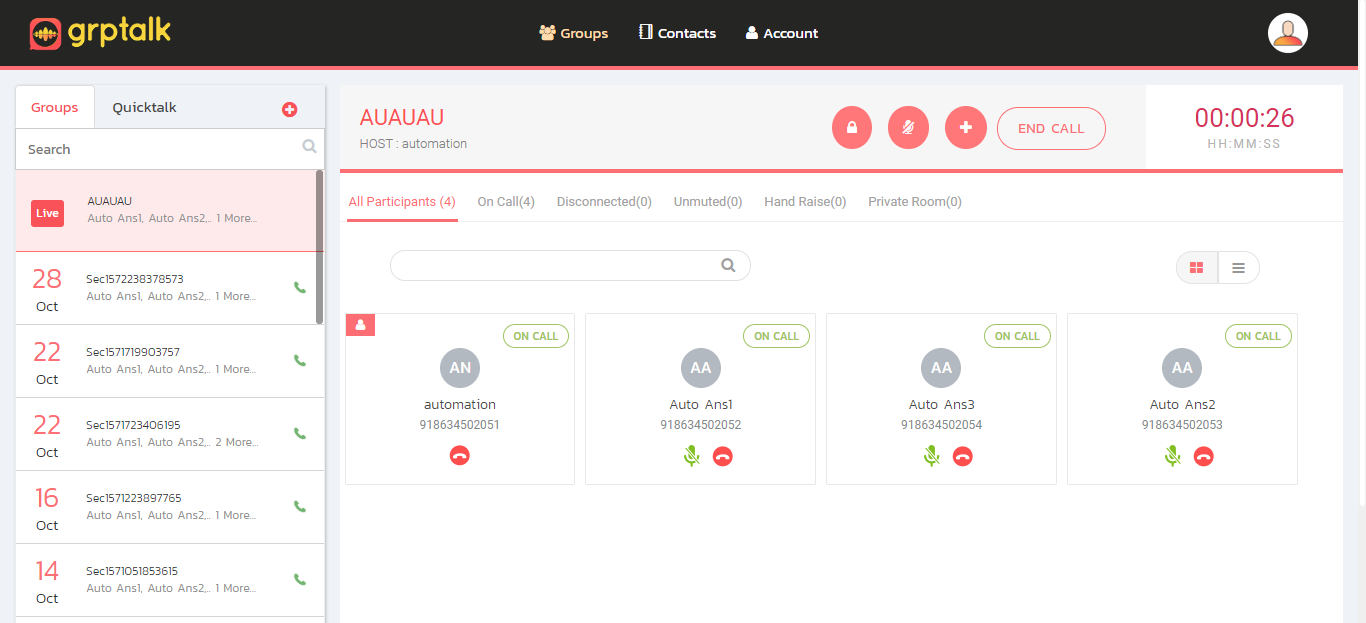 grptalk
Groups
Contacts
Account
Groups
Quicktalk
Search
Live
AUAUAU
Auto Ans1, Auto Ans2,.. 1 More...
28
Oct
Sec1572238378573
Auto Ans1, Auto Ans2,.. 1 More...
22
Oct
Sec1571719903757
Auto Ans1, Auto Ans2,.. 1 More...
22
Oct
Sec1571723406195
Auto Ans1, Auto Ans2,.. 2 More...
16
Oct
Sec1571223897765
Auto Ans1, Auto Ans2,.. 1 More...
14
Oct
Sec1571051853615
Auto Ans1, Auto Ans2,.. 1 More...
AUAUAU
HOST : automation
END CALL
00:00:26
HH:MM:SS
All Participants (4)
On Call(4)
Disconnected(0)
Unmuted(0)
Hand Raise(0)
Private Room(0)
ON CALL
AN
automation
918634502051
ON CALL
AA
Auto Ans1
918634502052
ON CALL
AA
Auto Ans3
918634502054
ON CALL
AA
Auto Ans2
918634502053